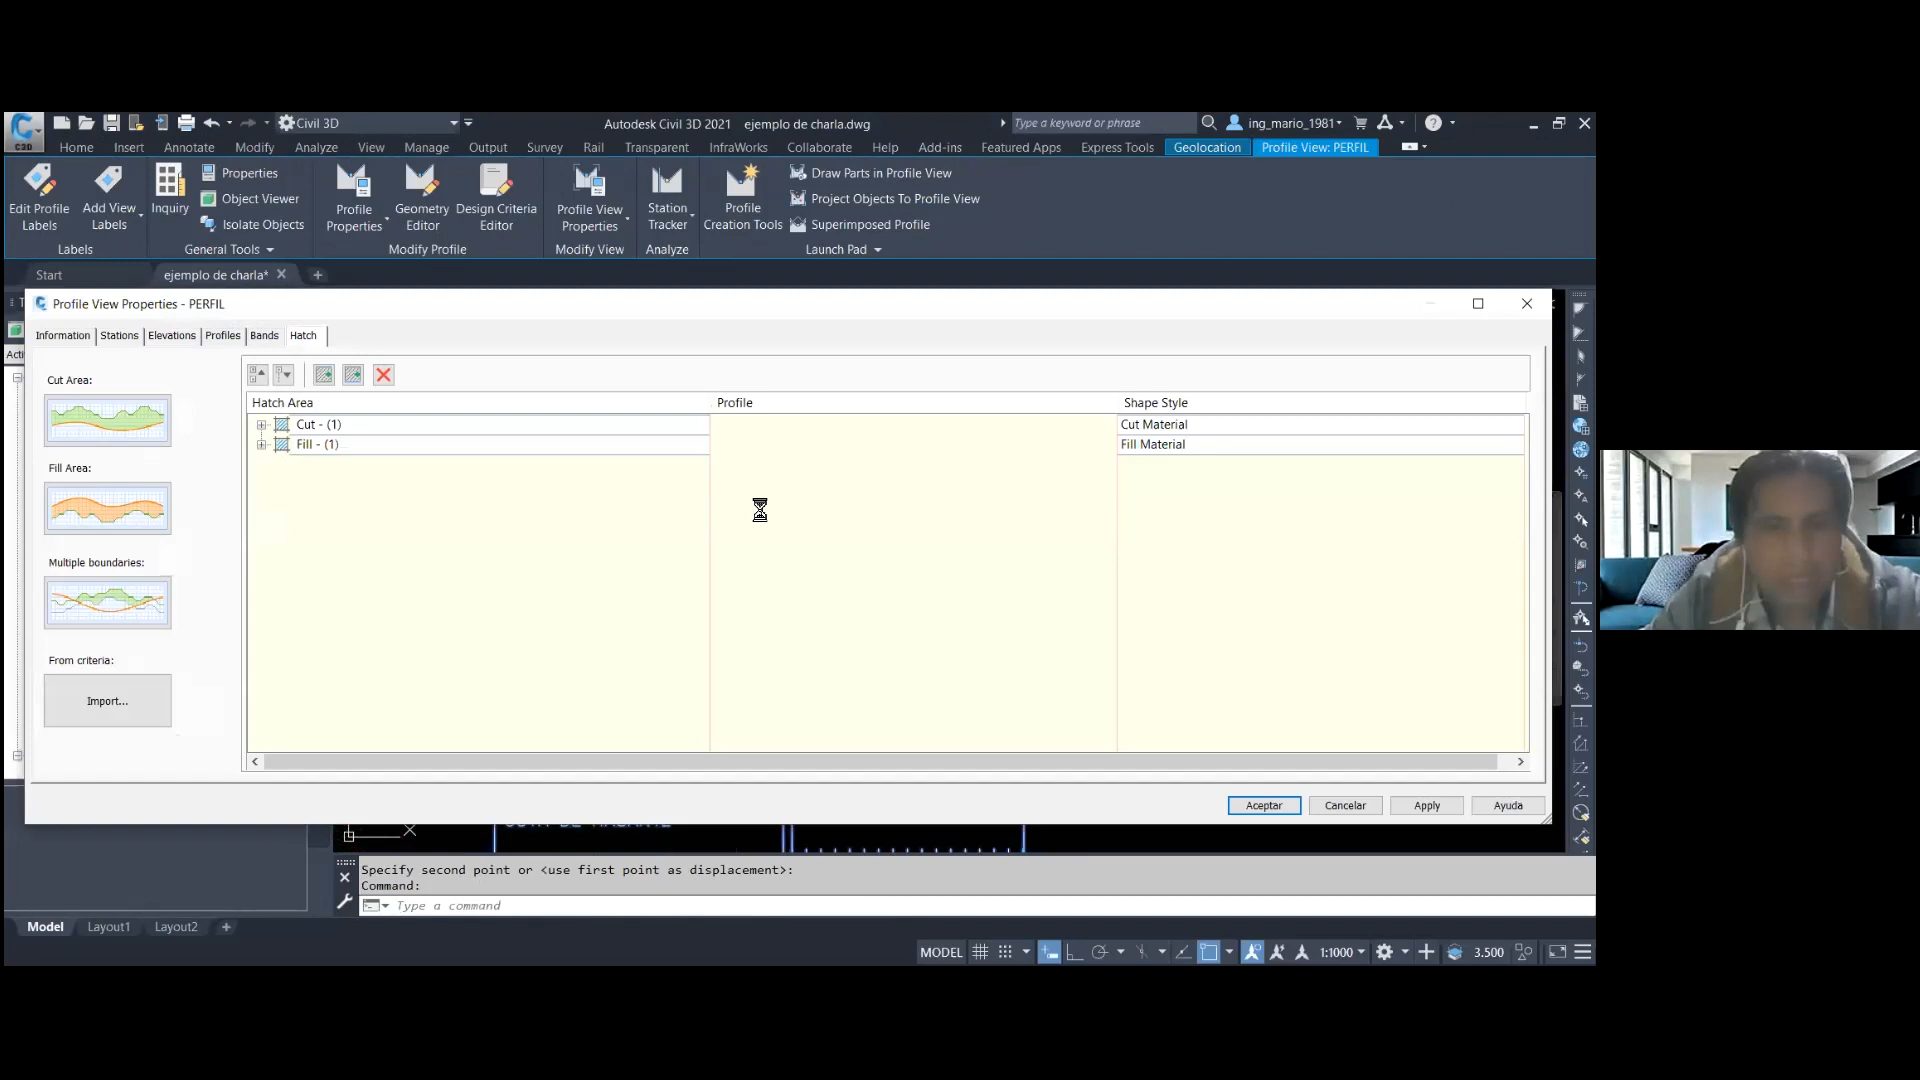 C3D
Civil 3D
Autodesk Civil 3D 2021 ejemplo de charla.dwg
Type a keyword or phrase
ing_mario_1981
Home Insert Annotate Modify Analyze View Manage Output Survey Rail Transparent InfraWorks Collaborate Help Add-ins Featured Apps Express Tools Geolocation Profile View: PERFIL
Edit Profile Labels
Add View Labels
Labels
Inquiry
Properties
Object Viewer
Isolate Objects
General Tools
Profile Properties
Geometry Editor
Design Criteria Editor
Modify Profile
Profile View Properties
Modify View
Station Tracker
Analyze
Profile Creation Tools
Draw Parts in Profile View
Project Objects To Profile View
Superimposed Profile
Launch Pad
Start ejemplo de charla*
Profile View Properties - PERFIL
Information Stations Elevations Profiles Bands Hatch
Acti
Cut Area:
Fill Area:
Multiple boundaries:
From criteria:
Import...
Hatch Area Profile Shape Style
Cut - (1) Cut Material
Fill - (1) Fill Material
Aceptar Cancelar Apply Ayuda
Specify second point or <use first point as displacement>:
Command:
Type a command
Model Layout1 Layout2
MODEL 1:1000 3.500